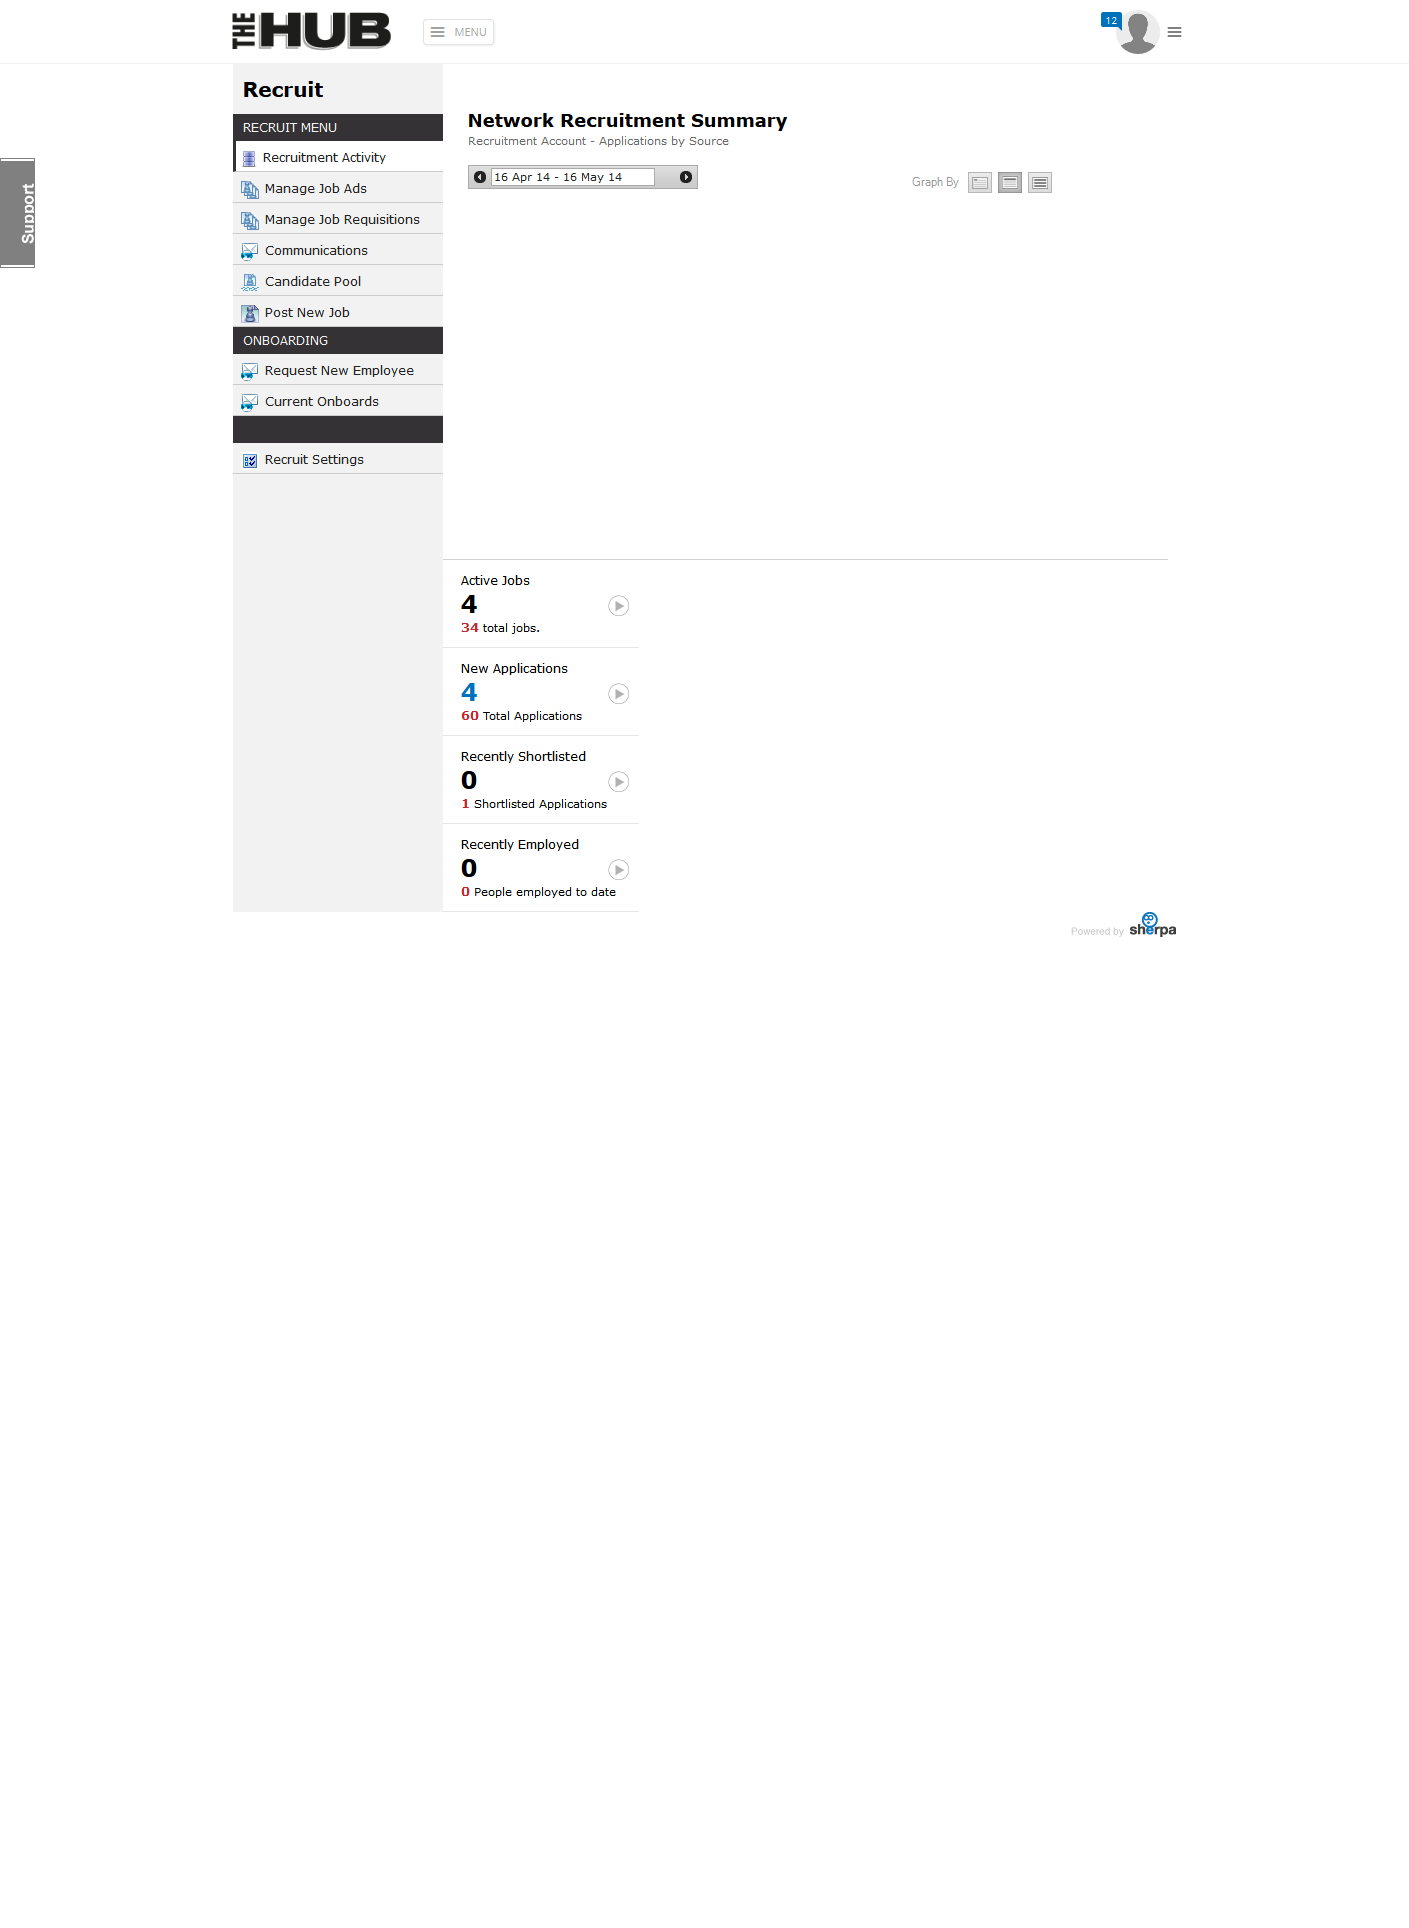 THE HUB
MENU
12
Support
Recruit
RECRUIT MENU
Recruitment Activity
Manage Job Ads
Manage Job Requisitions
Communications
Candidate Pool
Post New Job
ONBOARDING
Request New Employee
Current Onboards
Recruit Settings
Network Recruitment Summary
Recruitment Account - Applications by Source
16 Apr 14 - 16 May 14
Graph By
Active Jobs
4
34 total jobs.
New Applications
4
60 Total Applications
Recently Shortlisted
0
1 Shortlisted Applications
Recently Employed
0
0 People employed to date
Powered by sherpa